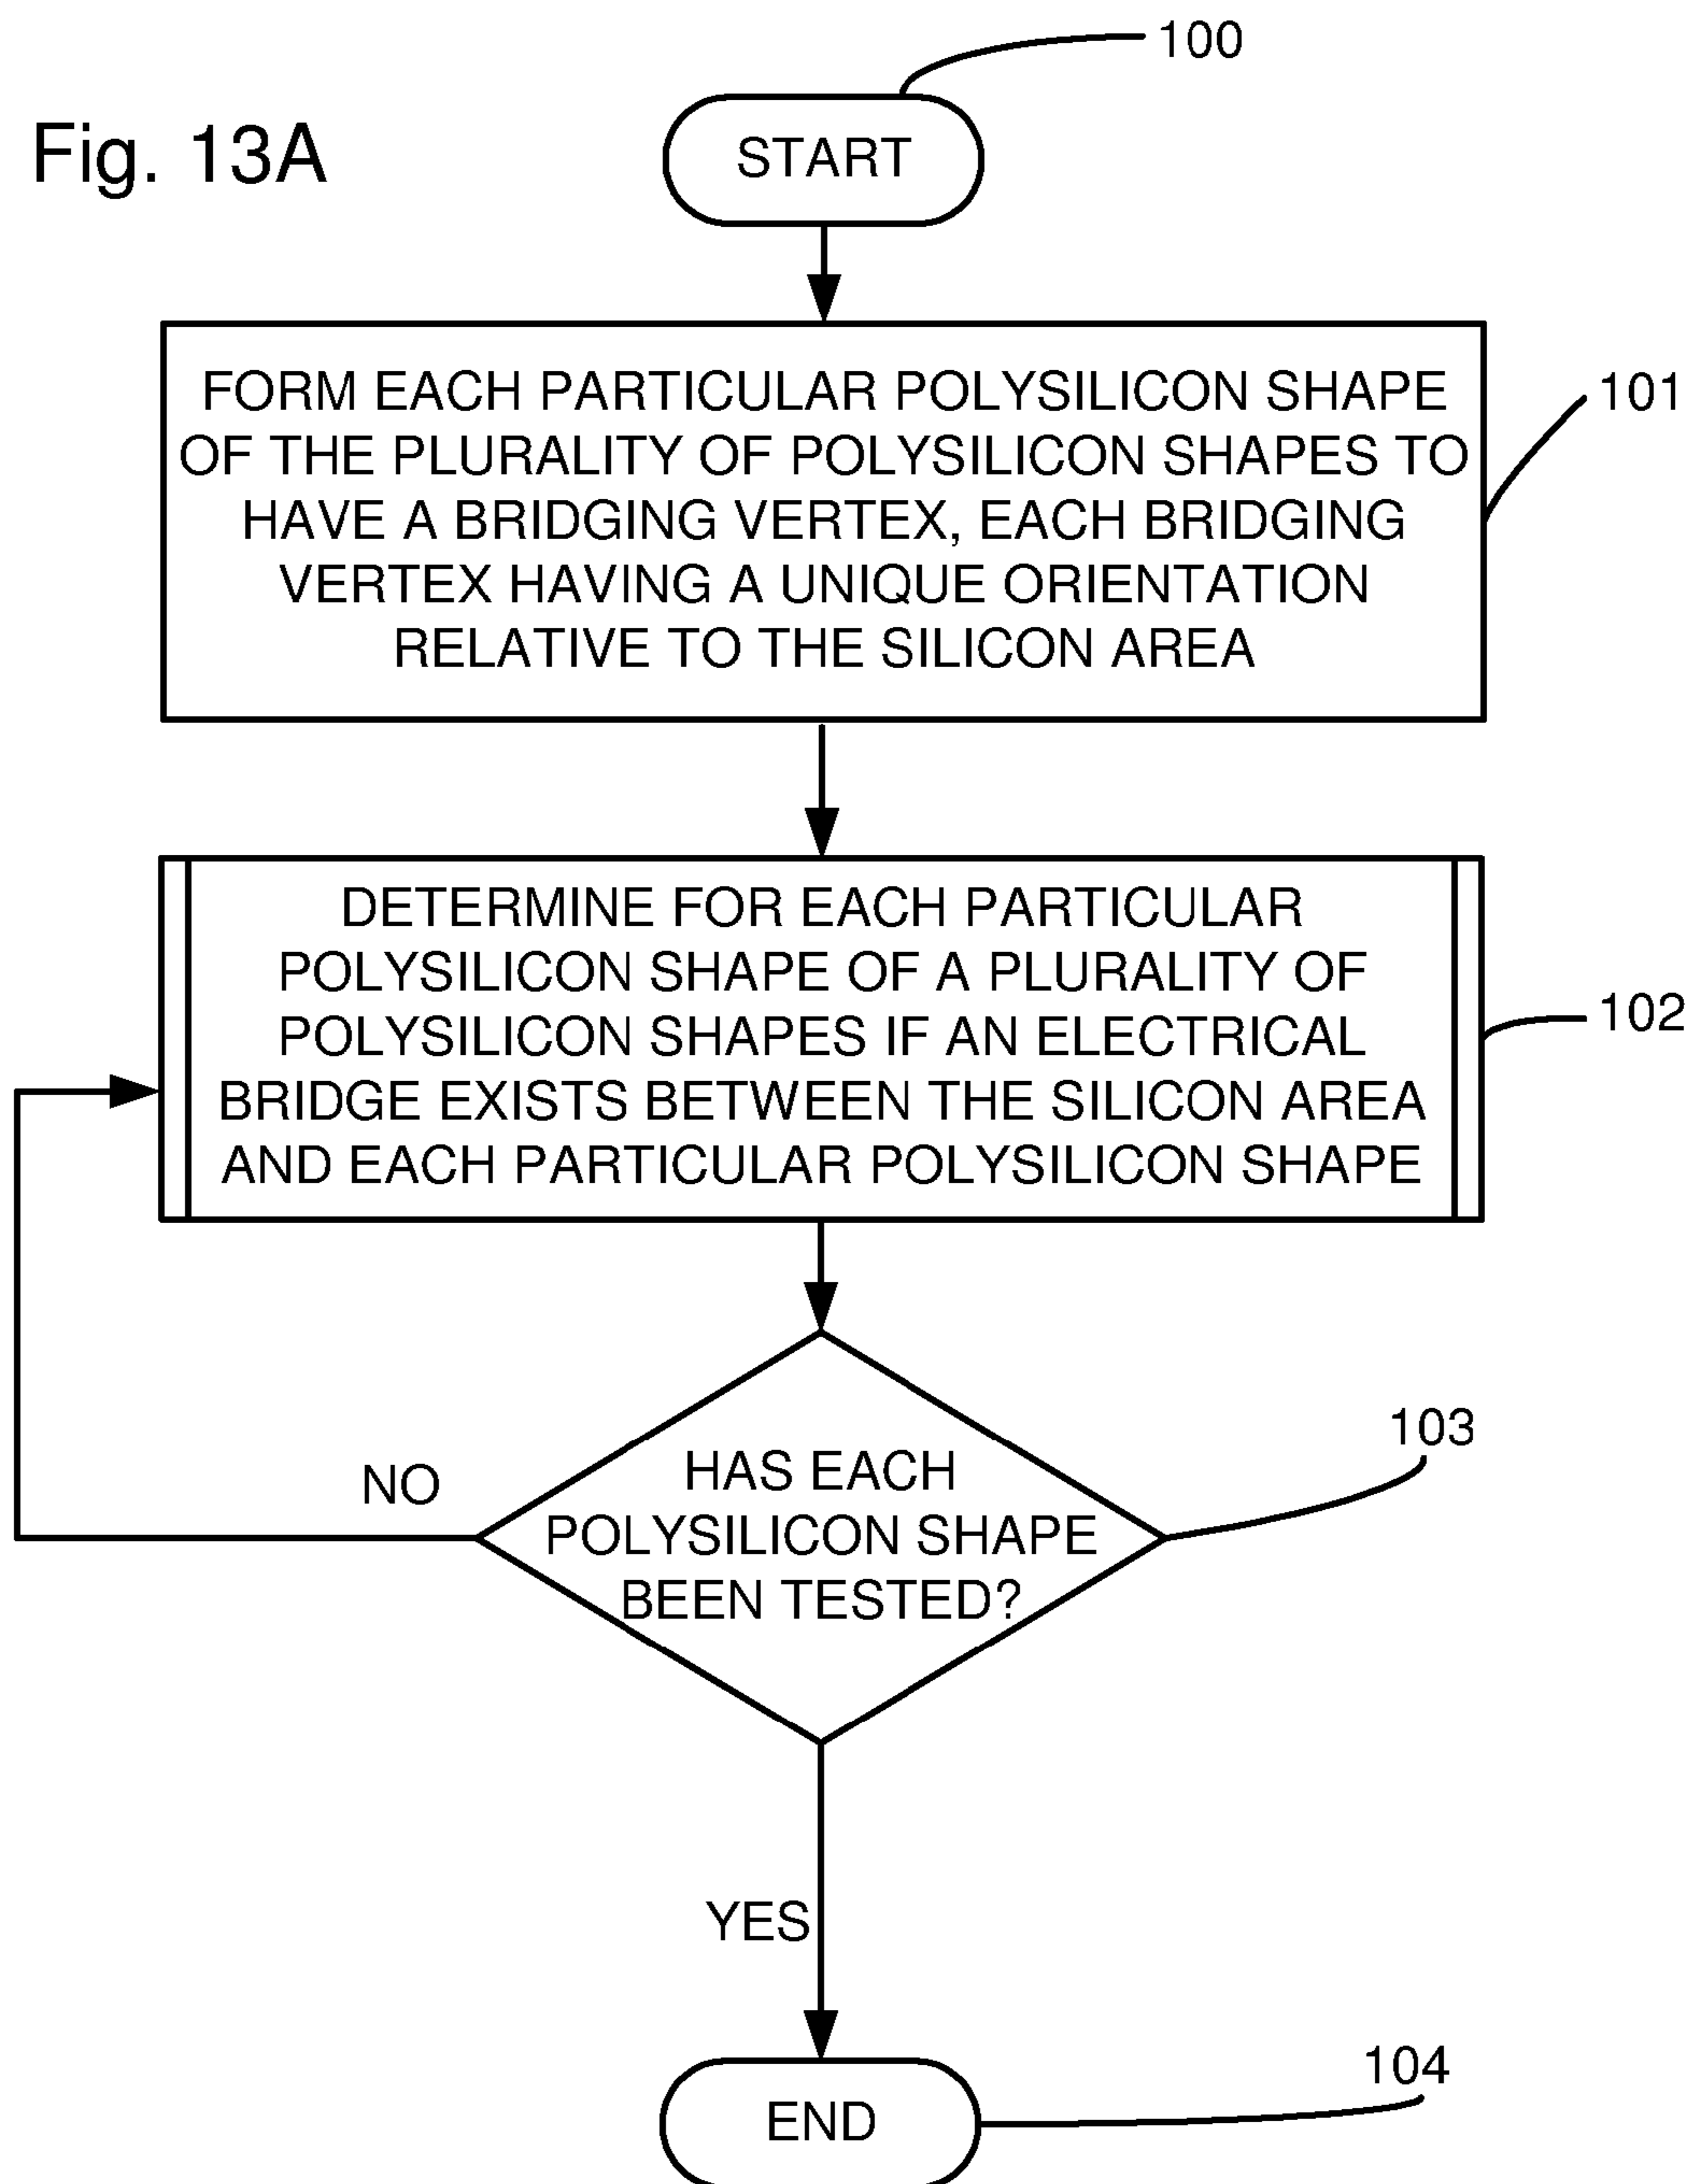 100
Fig. 13A
START
FORM EACH PARTICULAR POLYSILICON SHAPE
OF THE PLURALITY OF POLYSILICON SHAPES TO
HAVE A BRIDGING VERTEX, EACH BRIDGING
VERTEX HAVING A UNIQUE ORIENTATION
RELATIVE TO THE SILICON AREA
101
DETERMINE FOR EACH PARTICULAR
POLYSILICON SHAPE OF A PLURALITY OF
POLYSILICON SHAPES IF AN ELECTRICAL
BRIDGE EXISTS BETWEEN THE SILICON AREA
AND EACH PARTICULAR POLYSILICON SHAPE
102
103
HAS EACH
POLYSILICON SHAPE
BEEN TESTED?
NO
YES
104
END